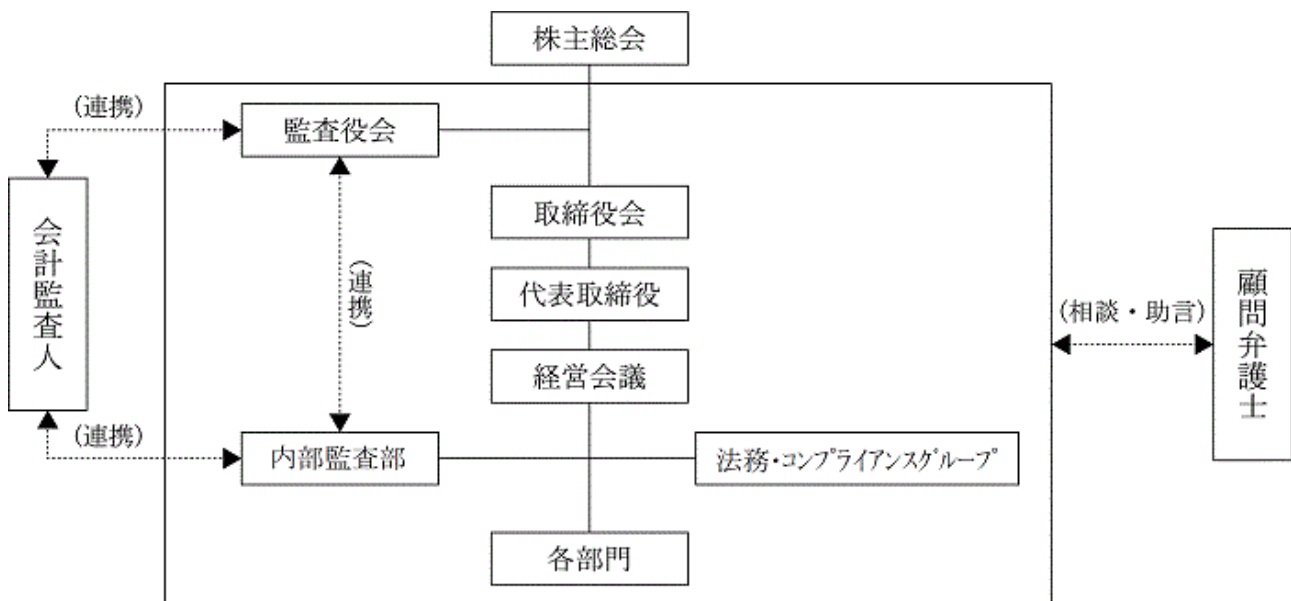 株主総会
(連携)
監査役会
会計監査人
取締役会
(連携)
代表取締役
(相談・助言)
顧問弁護士
経営会議
(連携)
内部監査部
法務・コンプライアンスグループ
各部門